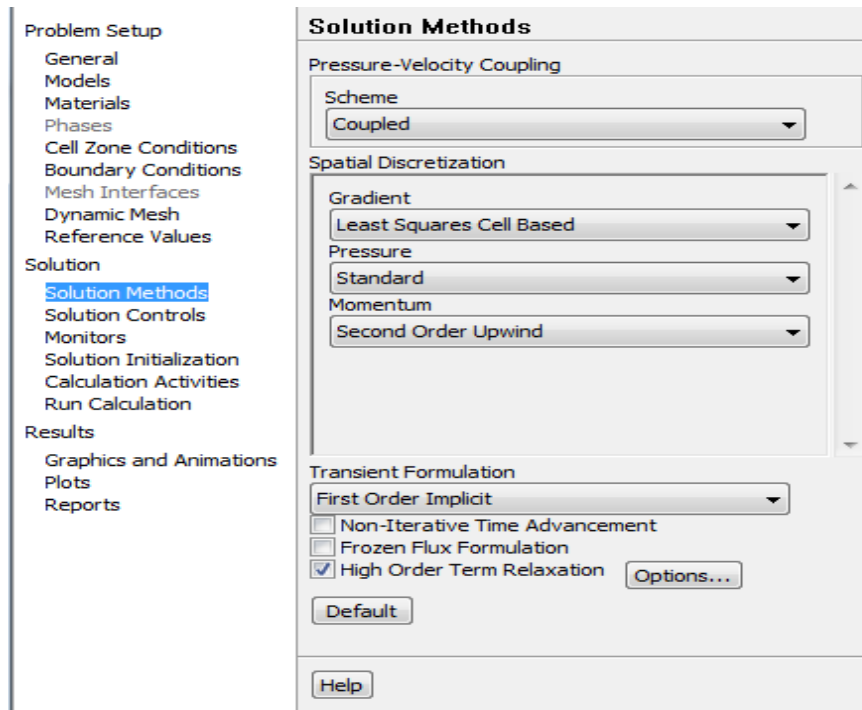 Problem Setup
General
Models
Materials
Phases
Cell Zone Conditions
Boundary Conditions
Mesh Interfaces
Dynamic Mesh
Reference Values
Solution
Solution Methods
Solution Controls
Monitors
Solution Initialization
Calculation Activities
Run Calculation
Results
Graphics and Animations
Plots
Reports
Solution Methods
Pressure-Velocity Coupling
Scheme
Coupled
Spatial Discretization
Gradient
Least Squares Cell Based
Pressure
Standard
Momentum
Second Order Upwind
Transient Formulation
First Order Implicit
Non-Iterative Time Advancement
Frozen Flux Formulation
High Order Term Relaxation Options...
Default
Help